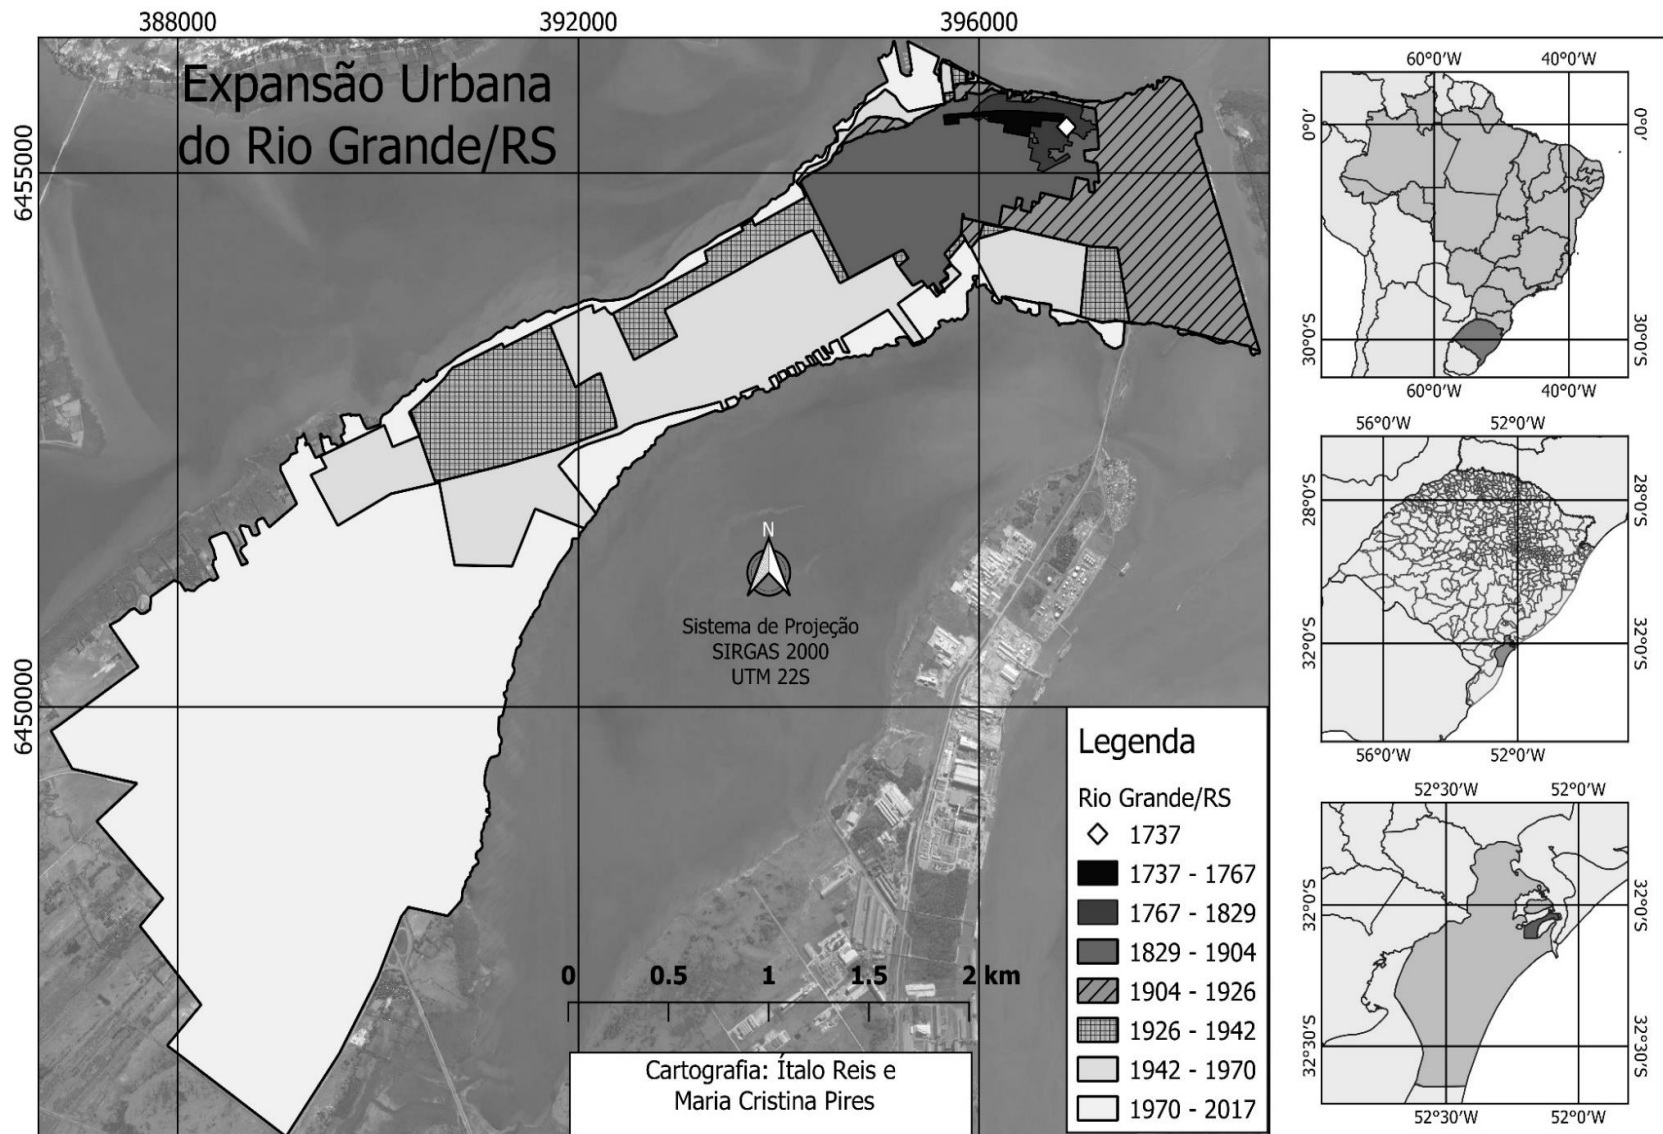 388000
392000
396000
Expansão Urbana
do Rio Grande/RS
6455000
6450000
N
Sistema de Projeção
SIRGAS 2000
UTM 22S
0 0.5 1 1.5 2 km
Cartografia: Ítalo Reis e
Maria Cristina Pires
Legenda
Rio Grande/RS
1737
1737 - 1767
1767 - 1829
1829 - 1904
1904 - 1926
1926 - 1942
1942 - 1970
1970 - 2017
60°0'W 40°0'W
0°0' 0°0'
30°0'S 30°0'S
60°0'W 40°0'W
56°0'W 52°0'W
28°0'S 28°0'S
32°0'S 32°0'S
56°0'W 52°0'W
52°30'W 52°0'W
32°0'S 32°0'S
32°30'S 32°30'S
52°30'W 52°0'W